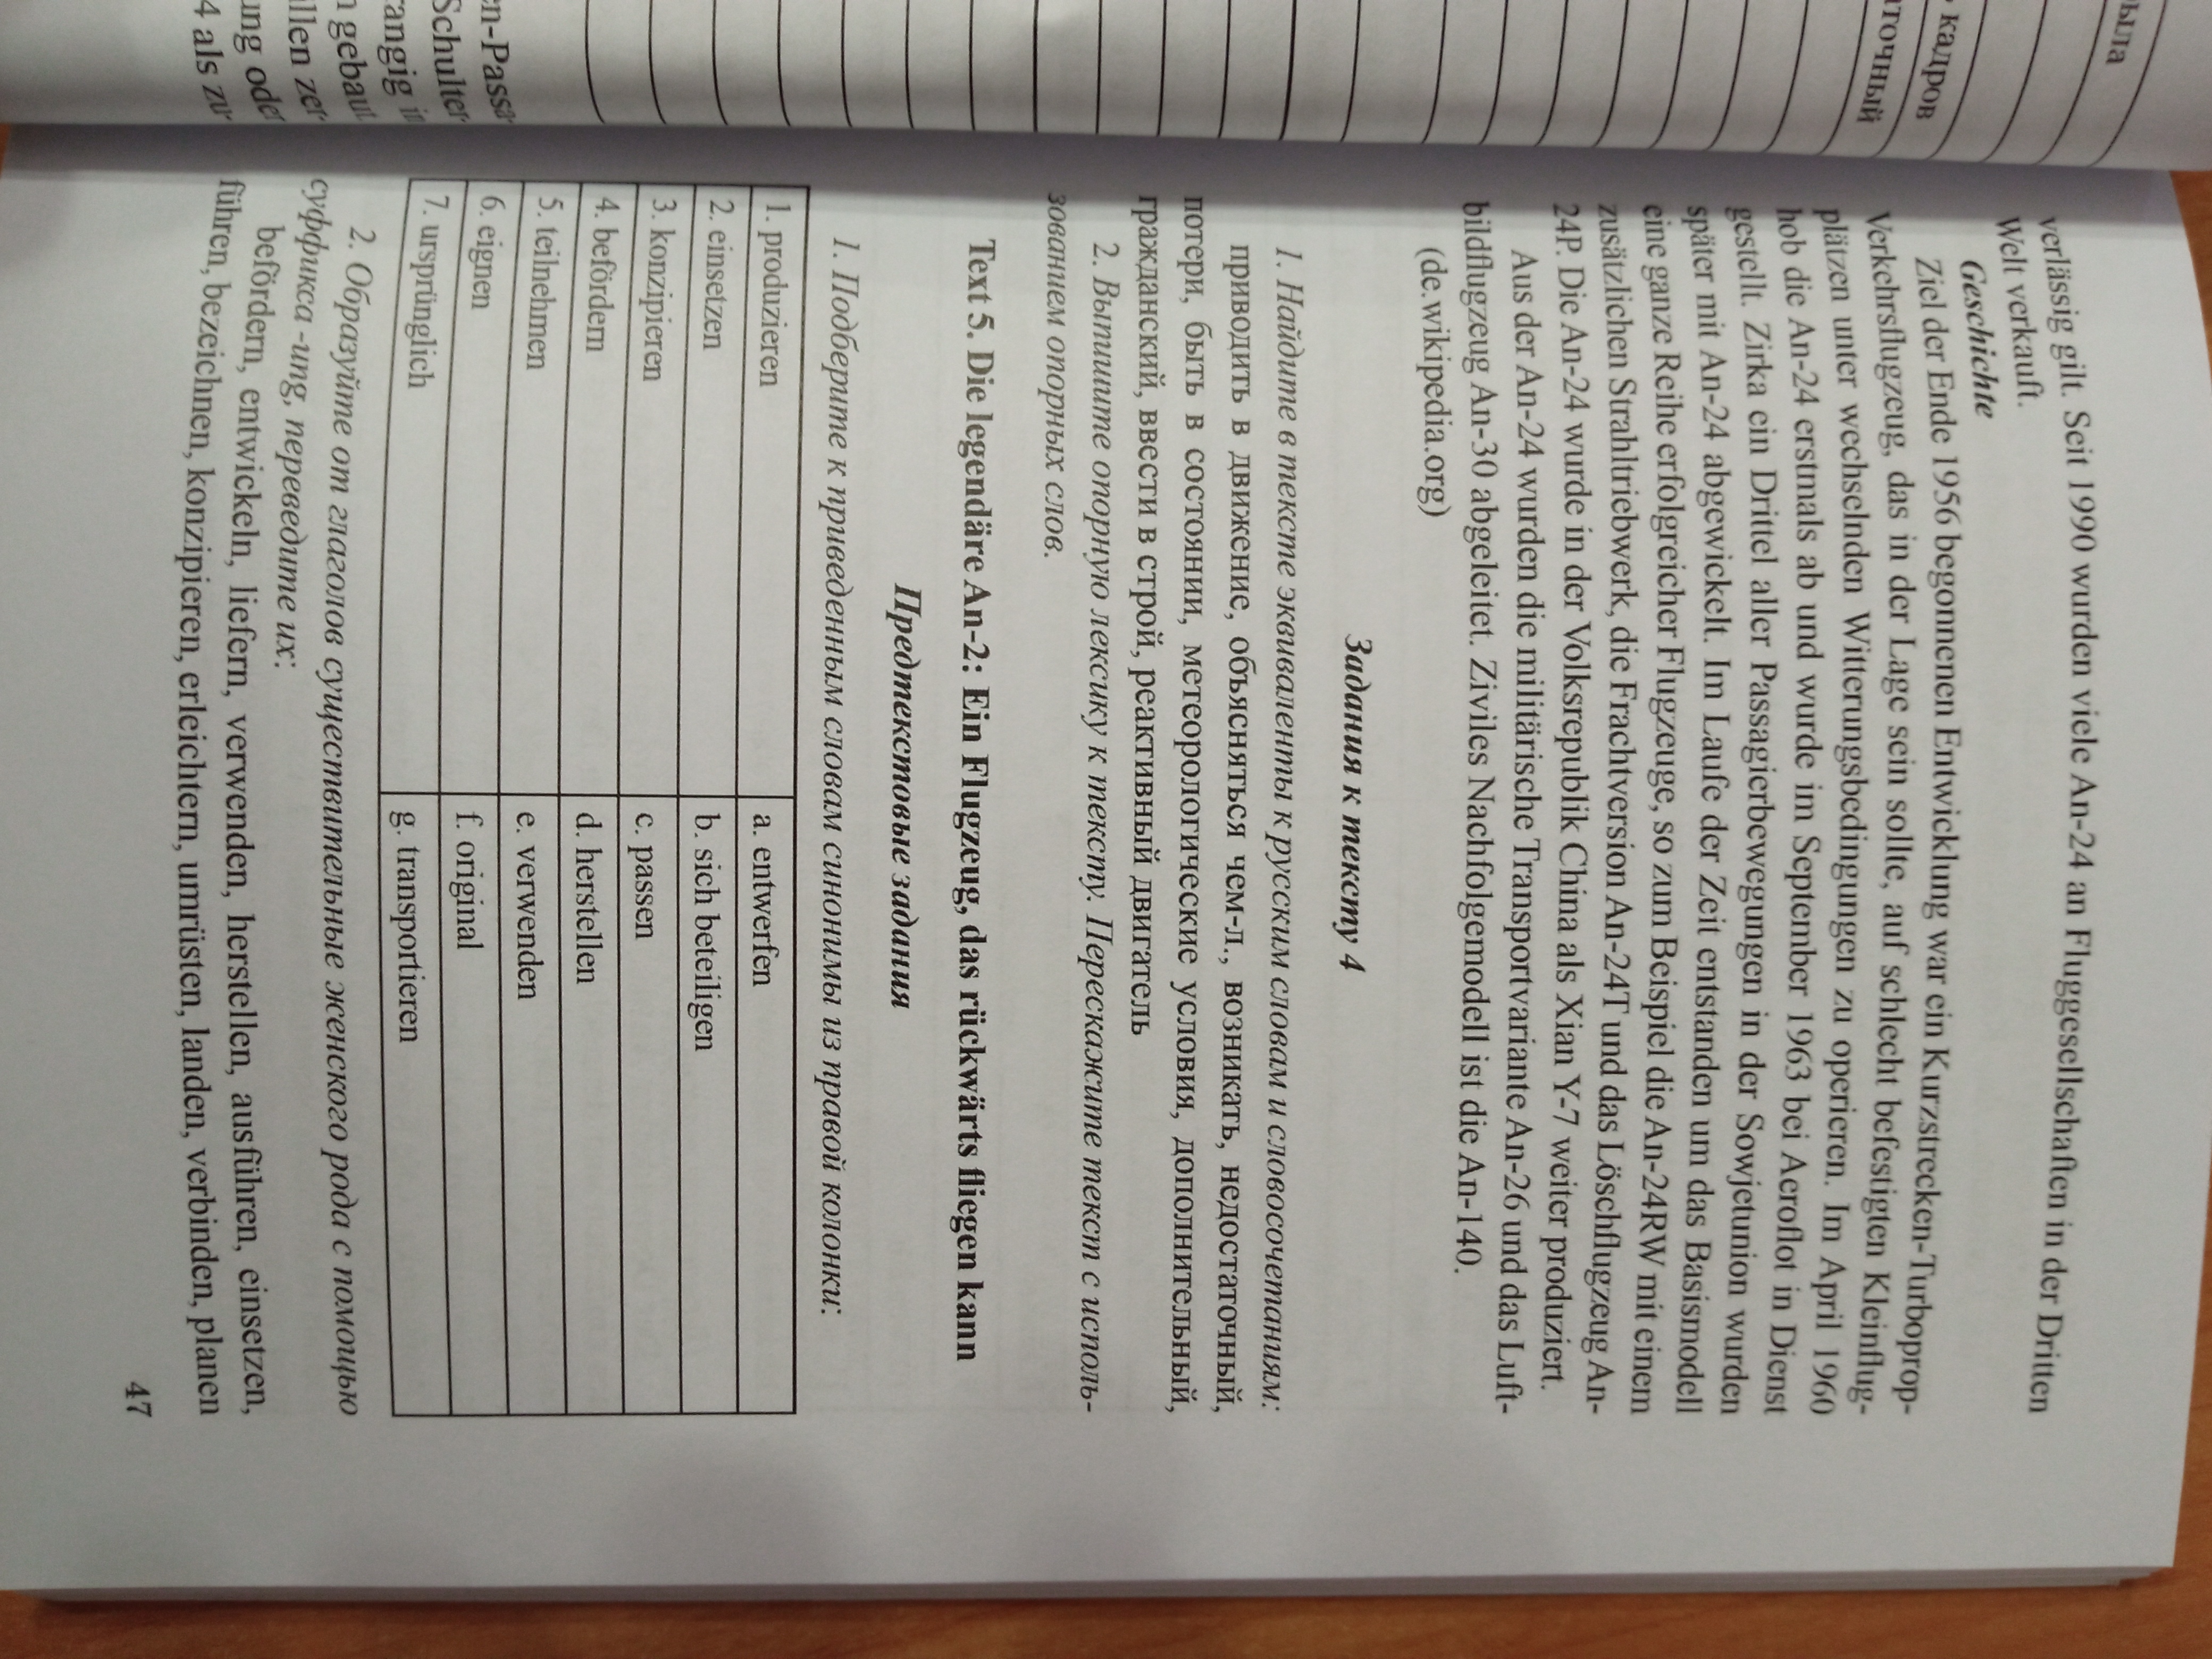 была
кадров
точный
en-Passa-
Schulter-
rangig in
n gebaut
llen zer-
ung oder
4 als zu-
verlässig gilt. Seit 1990 wurden viele An-24 an Fluggesellschaften in der Dritten
Welt verkauft.
Geschichte
Ziel der Ende 1956 begonnenen Entwicklung war ein Kurzstrecken-Turboprop-
Verkehrsflugzeug, das in der Lage sein sollte, auf schlecht befestigten Kleinflug-
plätzen unter wechselnden Witterungsbedingungen zu operieren. Im April 1960
hob die An-24 erstmals ab und wurde im September 1963 bei Aeroflot in Dienst
gestellt. Zirka ein Drittel aller Passagierbewegungen in der Sowjetunion wurden
später mit An-24 abgewickelt. Im Laufe der Zeit entstanden um das Basismodell
eine ganze Reihe erfolgreicher Flugzeuge, so zum Beispiel die An-24RW mit einem
zusätzlichen Strahltriebwerk, die Frachtversion An-24T und das Löschflugzeug An-
24P. Die An-24 wurde in der Volksrepublik China als Xian Y-7 weiter produziert.
Aus der An-24 wurden die militärische Transportvariante An-26 und das Luft-
bildflugzeug An-30 abgeleitet. Ziviles Nachfolgemodell ist die An-140.
(de.wikipedia.org)
Задания к тексту 4
1. Найдите в тексте эквиваленты к русским словам и словосочетаниям:
приводить в движение, объясняться чем-л., возникать, недостаточный,
потери, быть в состоянии, метеорологические условия, дополнительный,
гражданский, ввести в строй, реактивный двигатель
2. Выпишите опорную лексику к тексту. Перескажите текст с исполь-
зованием опорных слов.
Text 5. Die legendäre An-2: Ein Flugzeug, das rückwärts fliegen kann
Предтекстовые задания
1. Подберите к приведенным словам синонимы из правой колонки:
1. produzieren a. entwerfen
2. einsetzen b. sich beteiligen
3. konzipieren c. passen
4. befördern d. herstellen
5. teilnehmen e. verwenden
6. eignen f. original
7. ursprünglich g. transportieren
2. Образуйте от глаголов существительные женского рода с помощью
суффикса -ung, переведите их:
befördern, entwickeln, liefern, verwenden, herstellen, ausführen, einsetzen,
führen, bezeichnen, konzipieren, erleichtern, umrüsten, landen, verbinden, planen
47